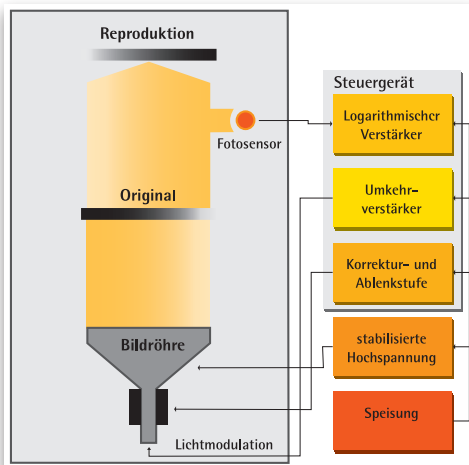 Reproduktion
Fotosensor
Original
Bildröhre
Lichtmodulation
Steuergerät
Logarithmischer
Verstärker
Umkehr-
verstärker
Korrektur- und
Ablenkstufe
stabilisierte
Hochspannung
Speisung